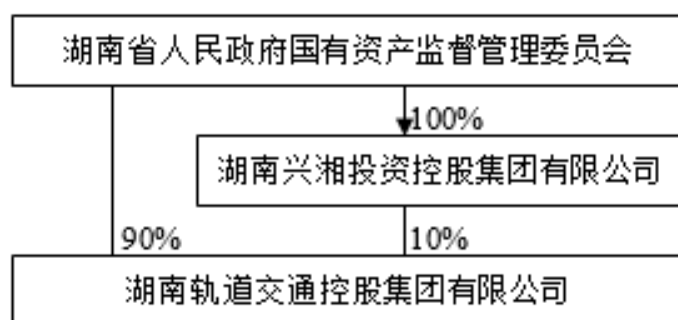 湖南省人民政府国有资产监督管理委员会
100%
湖南兴湘投资控股集团有限公司
90%
10%
湖南轨道交通控股集团有限公司